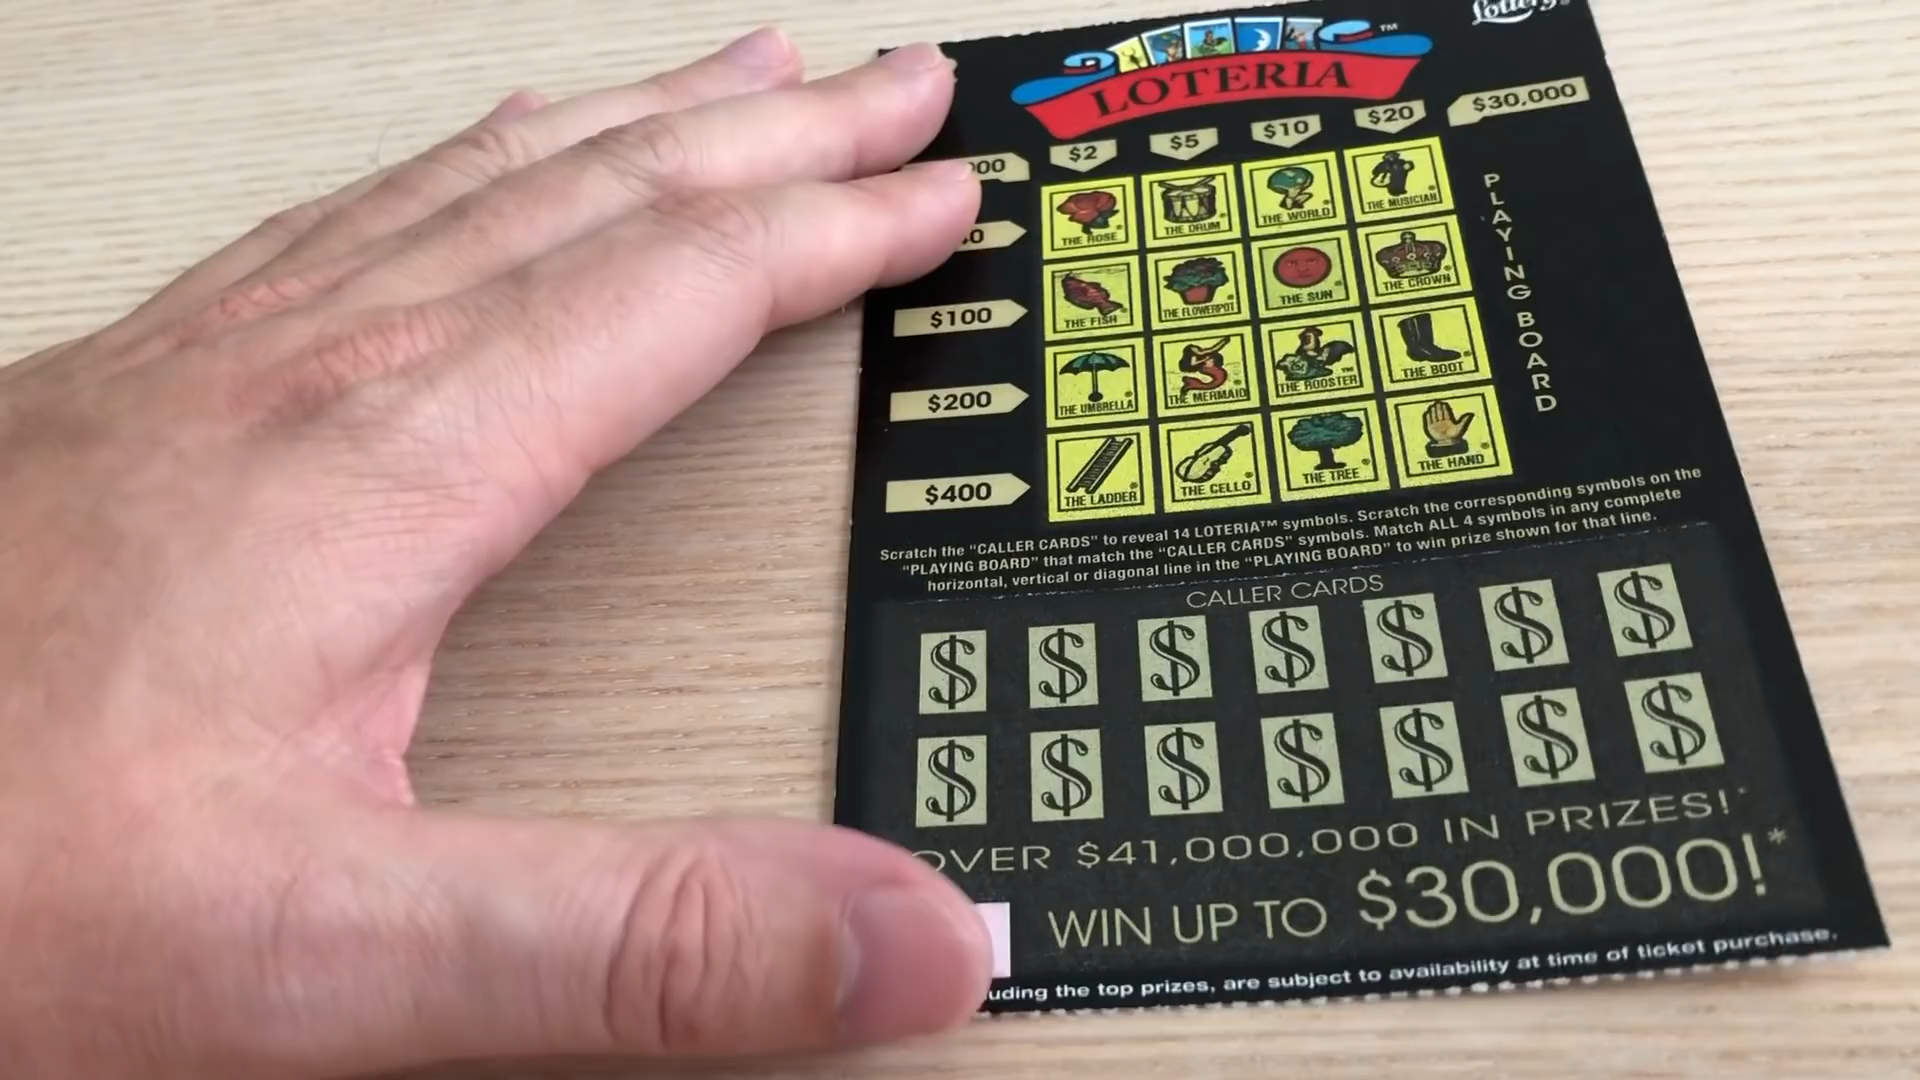 Lottery®
LOTERIA™
$2 $5 $10 $20 $30,000
THE ROSE® THE DRUM® THE WORLD® THE MUSICIAN®
$100 THE FISH® THE FLOWERPOT® THE SUN® THE CROWN®
$200 THE UMBRELLA® THE MERMAID® THE ROOSTER™ THE BOOT®
$400 THE LADDER® THE CELLO® THE TREE® THE HAND®
PLAYING BOARD
Scratch the "CALLER CARDS" to reveal 14 LOTERIA™ symbols. Scratch the corresponding symbols on the
"PLAYING BOARD" that match the "CALLER CARDS" symbols. Match ALL 4 symbols in any complete
horizontal, vertical or diagonal line in the "PLAYING BOARD" to win prize shown for that line.
CALLER CARDS
$ $ $ $ $ $ $
$ $ $ $ $ $ $
OVER $41,000,000 IN PRIZES!*
WIN UP TO $30,000!*
the top prizes, are subject to availability at time of ticket purchase.